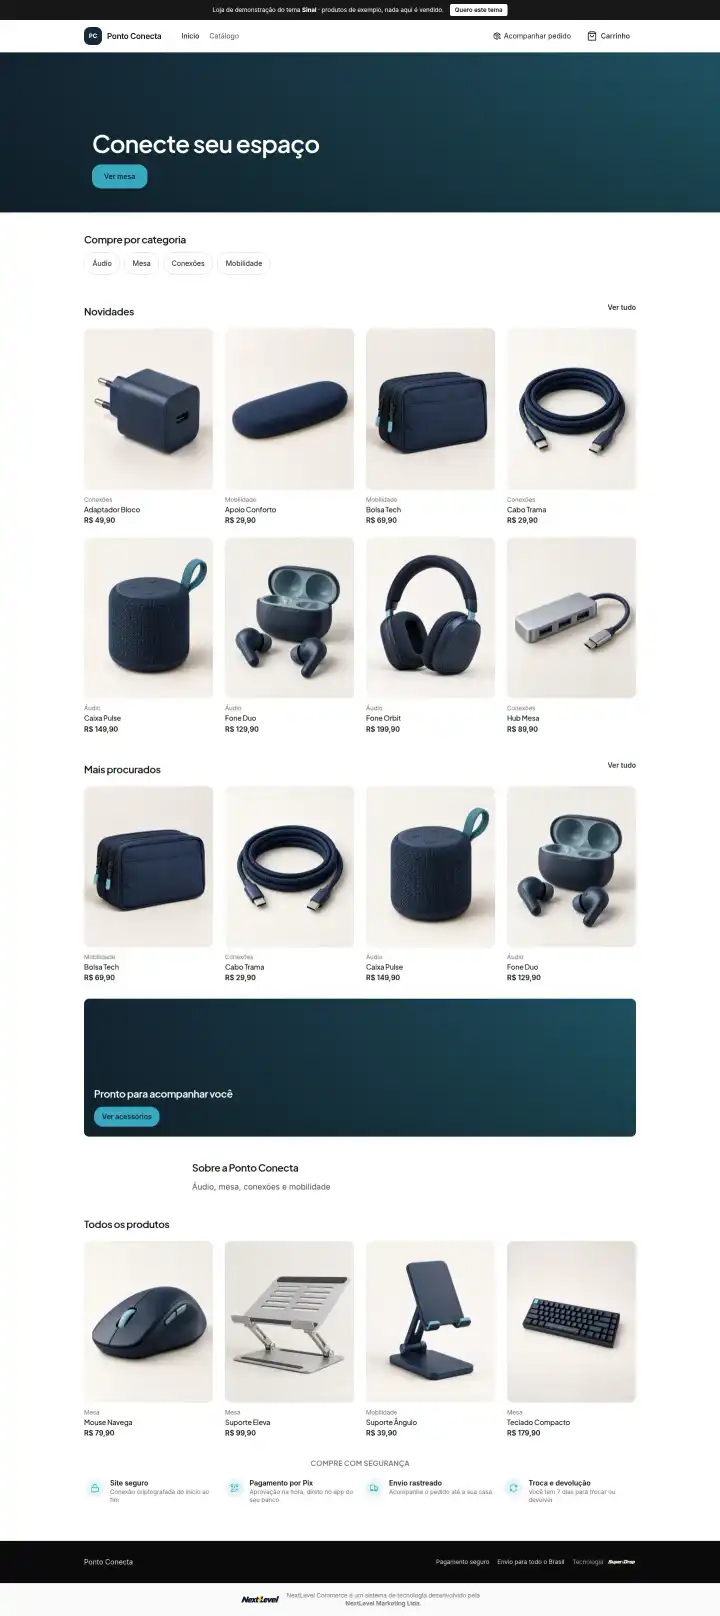 Loja de demonstração do tema Sinal · produtos de exemplo, nada aqui é vendido. Quero este tema
PC Ponto Conecta Início Catálogo Acompanhar pedido Carrinho
Conecte seu espaço
Ver mesa
Compre por categoria
Áudio Mesa Conexões Mobilidade
Novidades Ver tudo
Conexões Mobilidade Mobilidade Conexões
Adaptador Bloco Apoio Conforto Bolsa Tech Cabo Trama
R$ 49,90 R$ 29,90 R$ 69,90 R$ 29,90
Áudio Áudio Áudio Conexões
Caixa Pulse Fone Duo Fone Orbit Hub Mesa
R$ 149,90 R$ 129,90 R$ 199,90 R$ 89,90
Mais procurados Ver tudo
Mobilidade Conexões Áudio Áudio
Bolsa Tech Cabo Trama Caixa Pulse Fone Duo
R$ 69,90 R$ 29,90 R$ 149,90 R$ 129,90
Pronto para acompanhar você
Ver acessórios
Sobre a Ponto Conecta
Áudio, mesa, conexões e mobilidade
Todos os produtos
Mesa Mesa Mobilidade Mesa
Mouse Navega Suporte Eleva Suporte Ângulo Teclado Compacto
R$ 79,90 R$ 99,90 R$ 39,90 R$ 179,90
COMPRE COM SEGURANÇA
Site seguro Pagamento por Pix Envio rastreado Troca e devolução
Conexão criptografada do início ao Aprovação na hora, direto no app do Acompanhe o pedido até a sua casa Você tem 7 dias para trocar ou
fim seu banco devolver
Ponto Conecta Pagamento seguro Envio para todo o Brasil Tecnologia SuperDrop
NextLevel NextLevel Commerce é um sistema de tecnologia desenvolvido pela
NextLevel Marketing Ltda.